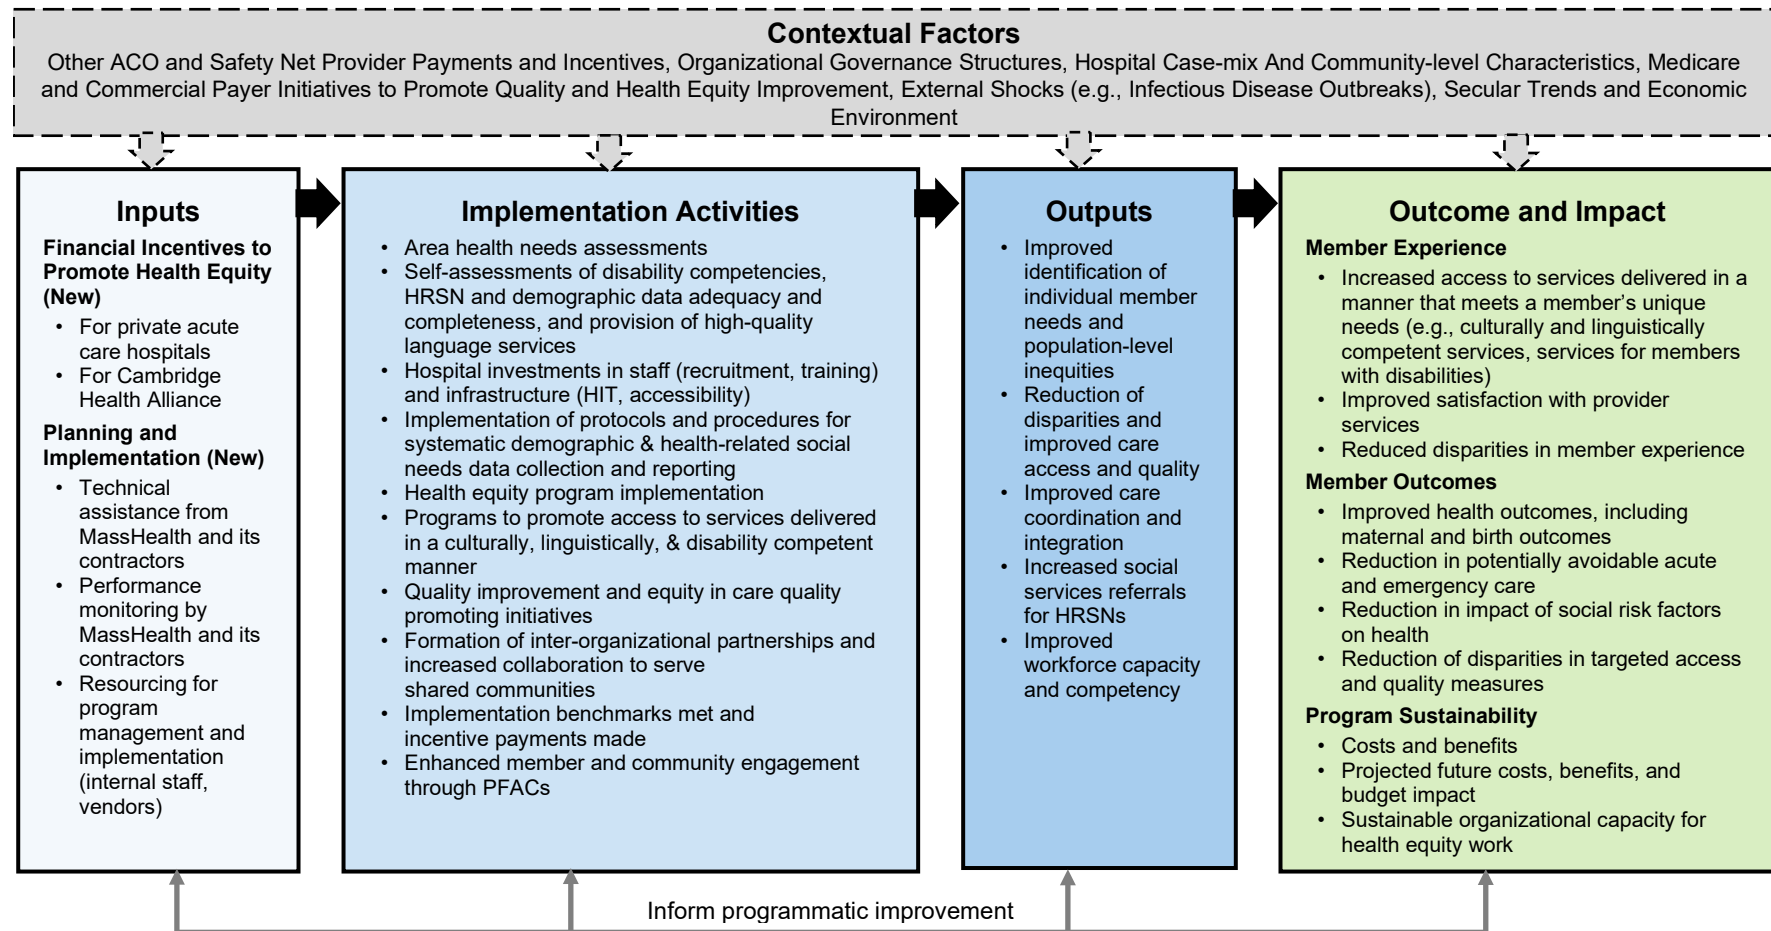 Contextual Factors
Other ACO and Safety Net Provider Payments and Incentives, Organizational Governance Structures, Hospital Case-mix And Community-level Characteristics, Medicare
and Commercial Payer Initiatives to Promote Quality and Health Equity Improvement, External Shocks (e.g., Infectious Disease Outbreaks), Secular Trends and Economic
Environment
Inputs
Financial Incentives to
Promote Health Equity
(New)
• For private acute
care hospitals
• For Cambridge
Health Alliance
Planning and
Implementation (New)
• Technical
assistance from
MassHealth and its
contractors
• Performance
monitoring by
MassHealth and its
contractors
• Resourcing for
program
management and
implementation
(internal staff,
vendors)
Implementation Activities
• Area health needs assessments
• Self-assessments of disability competencies,
HRSN and demographic data adequacy and
completeness, and provision of high-quality
language services
• Hospital investments in staff (recruitment, training)
and infrastructure (HIT, accessibility)
• Implementation of protocols and procedures for
systematic demographic & health-related social
needs data collection and reporting
• Health equity program implementation
• Programs to promote access to services delivered
in a culturally, linguistically, & disability competent
manner
• Quality improvement and equity in care quality
promoting initiatives
• Formation of inter-organizational partnerships and
increased collaboration to serve
shared communities
• Implementation benchmarks met and
incentive payments made
• Enhanced member and community engagement
through PFACs
Outputs
• Improved
identification of
individual member
needs and
population-level
inequities
• Reduction of
disparities and
improved care
access and quality
• Improved care
coordination and
integration
• Increased social
services referrals
for HRSNs
• Improved
workforce capacity
and competency
Outcome and Impact
Member Experience
• Increased access to services delivered in a
manner that meets a member's unique
needs (e.g., culturally and linguistically
competent services, services for members
with disabilities)
• Improved satisfaction with provider
services
• Reduced disparities in member experience
Member Outcomes
• Improved health outcomes, including
maternal and birth outcomes
• Reduction in potentially avoidable acute
and emergency care
• Reduction in impact of social risk factors
on health
• Reduction of disparities in targeted access
and quality measures
Program Sustainability
• Costs and benefits
• Projected future costs, benefits, and
budget impact
• Sustainable organizational capacity for
health equity work
Inform programmatic improvement